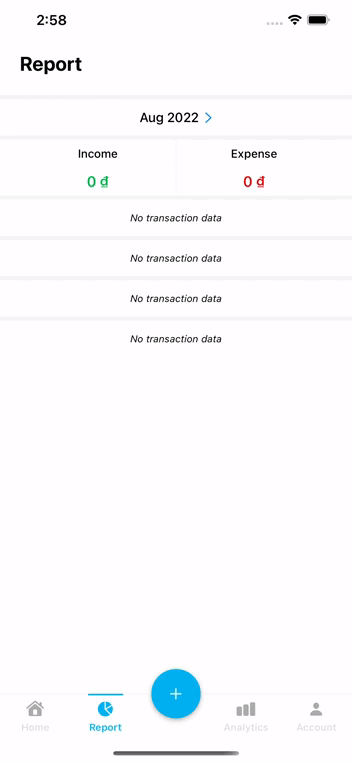 2:58
Report
Aug 2022
Income
Expense
0 ₫
0 ₫
No transaction data
No transaction data
No transaction data
No transaction data
Home
Report
Analytics
Account